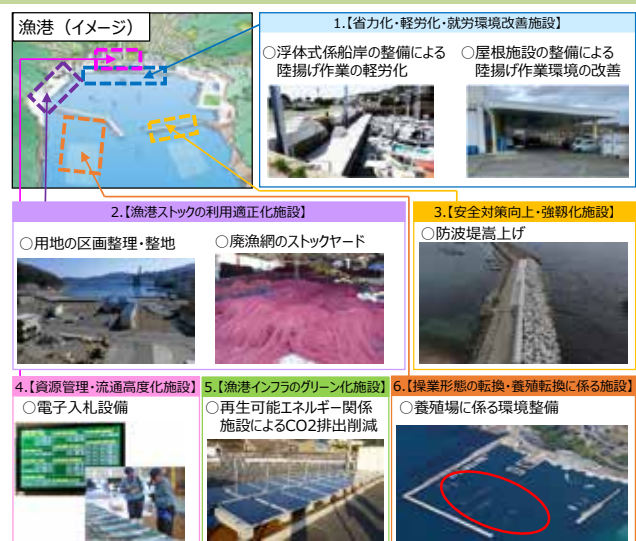 漁港（イメージ）
1.【省力化・軽労化・就労環境改善施設】
○浮体式係船岸の整備による
陸揚げ作業の軽労化
○屋根施設の整備による
陸揚げ作業環境の改善
2.【漁港ストックの利用適正化施設】
○用地の区画整理・整地
○廃漁網のストックヤード
3.【安全対策向上・強靱化施設】
○防波堤嵩上げ
4.【資源管理・流通高度化施設】
○電子入札設備
5.【漁港インフラのグリーン化施設】
○再生可能エネルギー関係
施設によるCO2排出削減
6.【操業形態の転換・養殖転換に係る施設】
○養殖場に係る環境整備